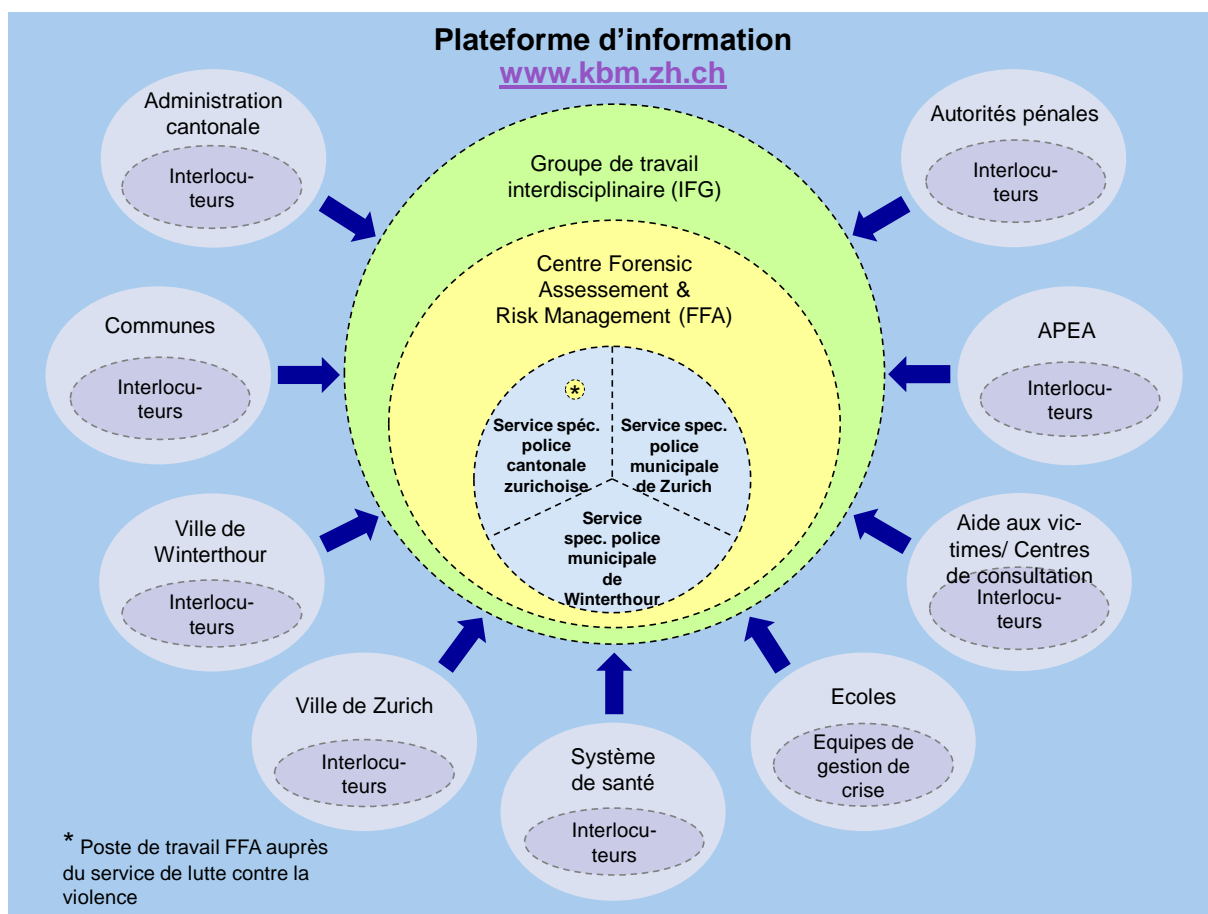 Plateforme d'information
www.kbm.zh.ch
Administration
cantonale
Interlocu-
teurs
Autorités pénales
Interlocu-
teurs
Groupe de travail
interdisciplinaire (IFG)
Centre Forensic
Assessement &
Risk Management (FFA)
Communes
Interlocu-
teurs
APEA
Interlocu-
teurs
*
Service spéc.
police
cantonale
zurichoise
Service spec.
police
municipale
de Zurich
Service
spec. police
municipale
de
Winterthour
Ville de
Winterthour
Interlocu-
teurs
Aide aux vic-
times/ Centres
de consultation
Interlocu-
teurs
Ville de Zurich
Interlocu-
teurs
Système
de santé
Interlocu-
teurs
Ecoles
Equipes de
gestion de
crise
* Poste de travail FFA auprès
du service de lutte contre la
violence